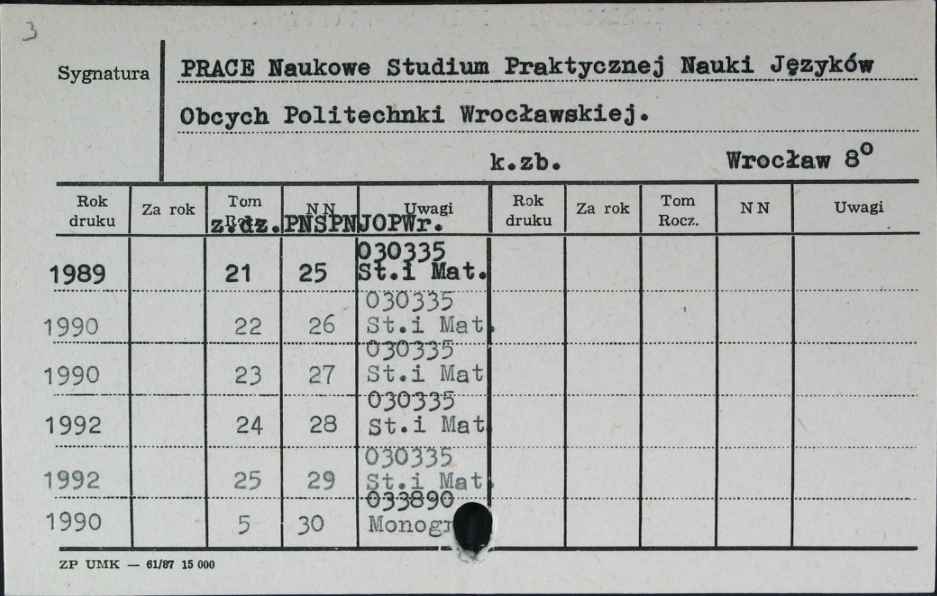 3
Sygnatura
PRACE Naukowe Studium Praktycznej Nauki Języków
Obcych Politechnki Wrocławskiej.
k.zb. Wrocław 8°
Rok druku Za rok Tom Rocz. N N Uwagi Rok druku Za rok Tom Rocz. N N Uwagi
z.dz. PNSPNJOPWr.
030335
1989 21 25 St.i Mat.
030335
1990 22 26 St.i Mat.
030335
1990 23 27 St.i Mat
030335
1992 24 28 St.i Mat
030335
1992 25 29 St.i Mat.
033890
1990 5 30 Monogr
ZP UMK — 61/87 15 000